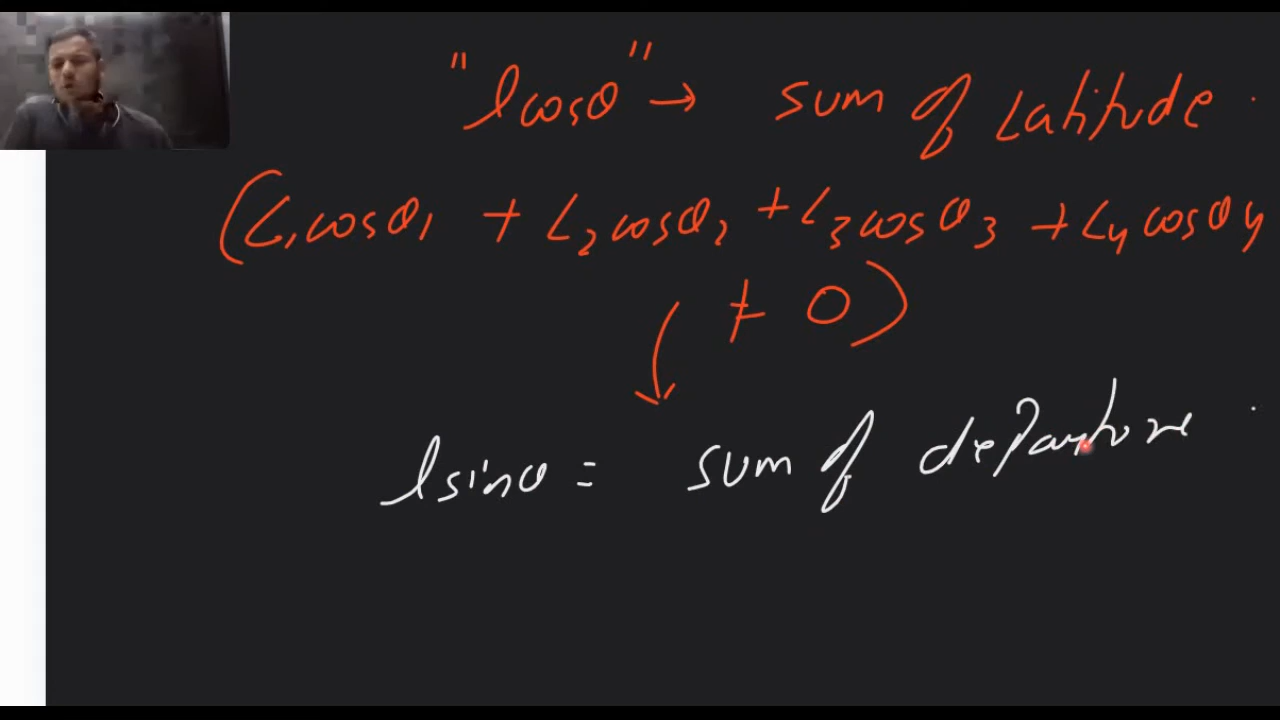 "lcosθ" → sum of Latitude.
(L₁cosθ₁ + L₂cosθ₂ + L₃cosθ₃ + L₄cosθ₄
≠ 0)
lsinθ = sum of departure.